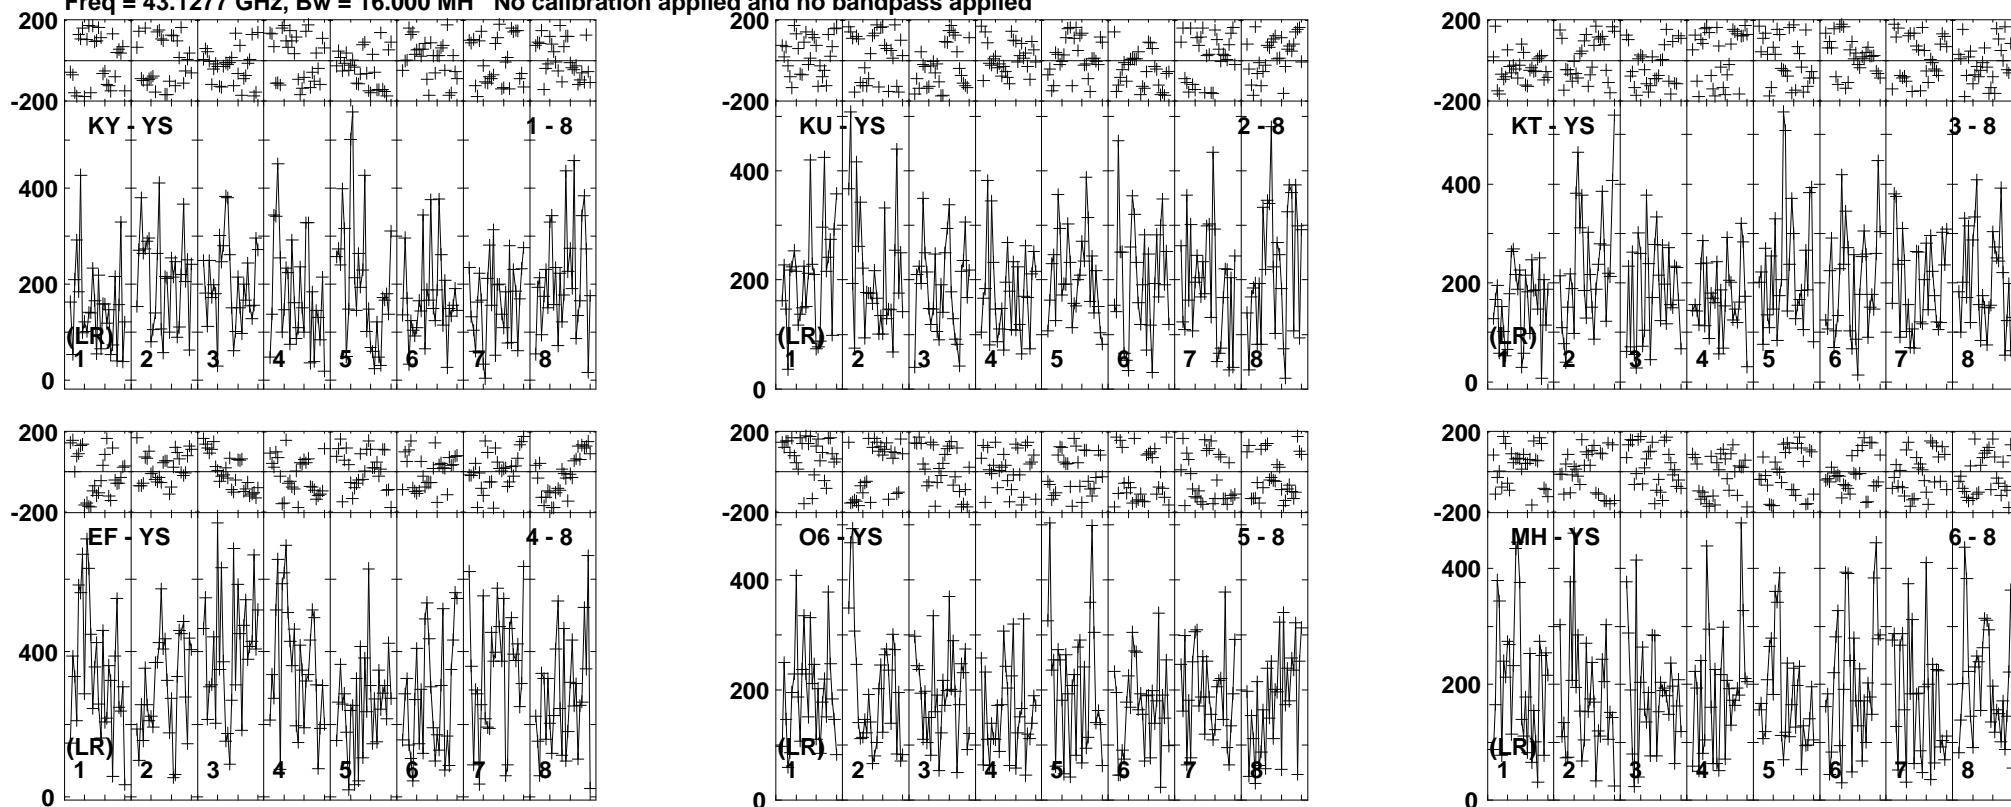 Freq = 43.1277 GHz, Bw = 16.000 MH No calibration applied and no bandpass applied
200 200 200
-200 -200 -200
KY - YS 1 - 8 KU - YS 2 - 8 KT - YS 3 - 8
400 400 400
200 200 200
(LR) (LR) (LR)
1 2 3 4 5 6 7 8 1 2 3 4 5 6 7 8 1 2 3 4 5 6 7 8
0 0 0
200 200 200
-200 -200 -200
EF - YS 4 - 8 O6 - YS 5 - 8 MH - YS 6 - 8
400 400 400
200 200
(LR) (LR) (LR)
1 2 3 4 5 6 7 8 1 2 3 4 5 6 7 8 1 2 3 4 5 6 7 8
0 0 0